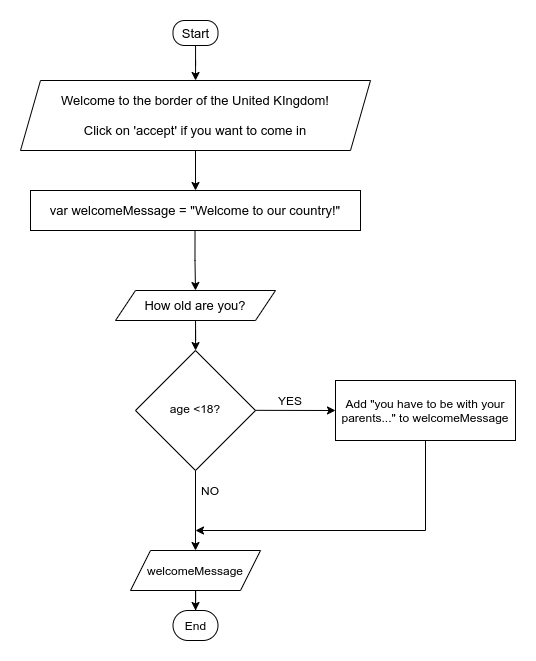 Start
Welcome to the border of the United KIngdom!
Click on 'accept' if you want to come in
var welcomeMessage = "Welcome to our country!"
How old are you?
age <18?
YES
Add "you have to be with your
parents..." to welcomeMessage
NO
welcomeMessage
End